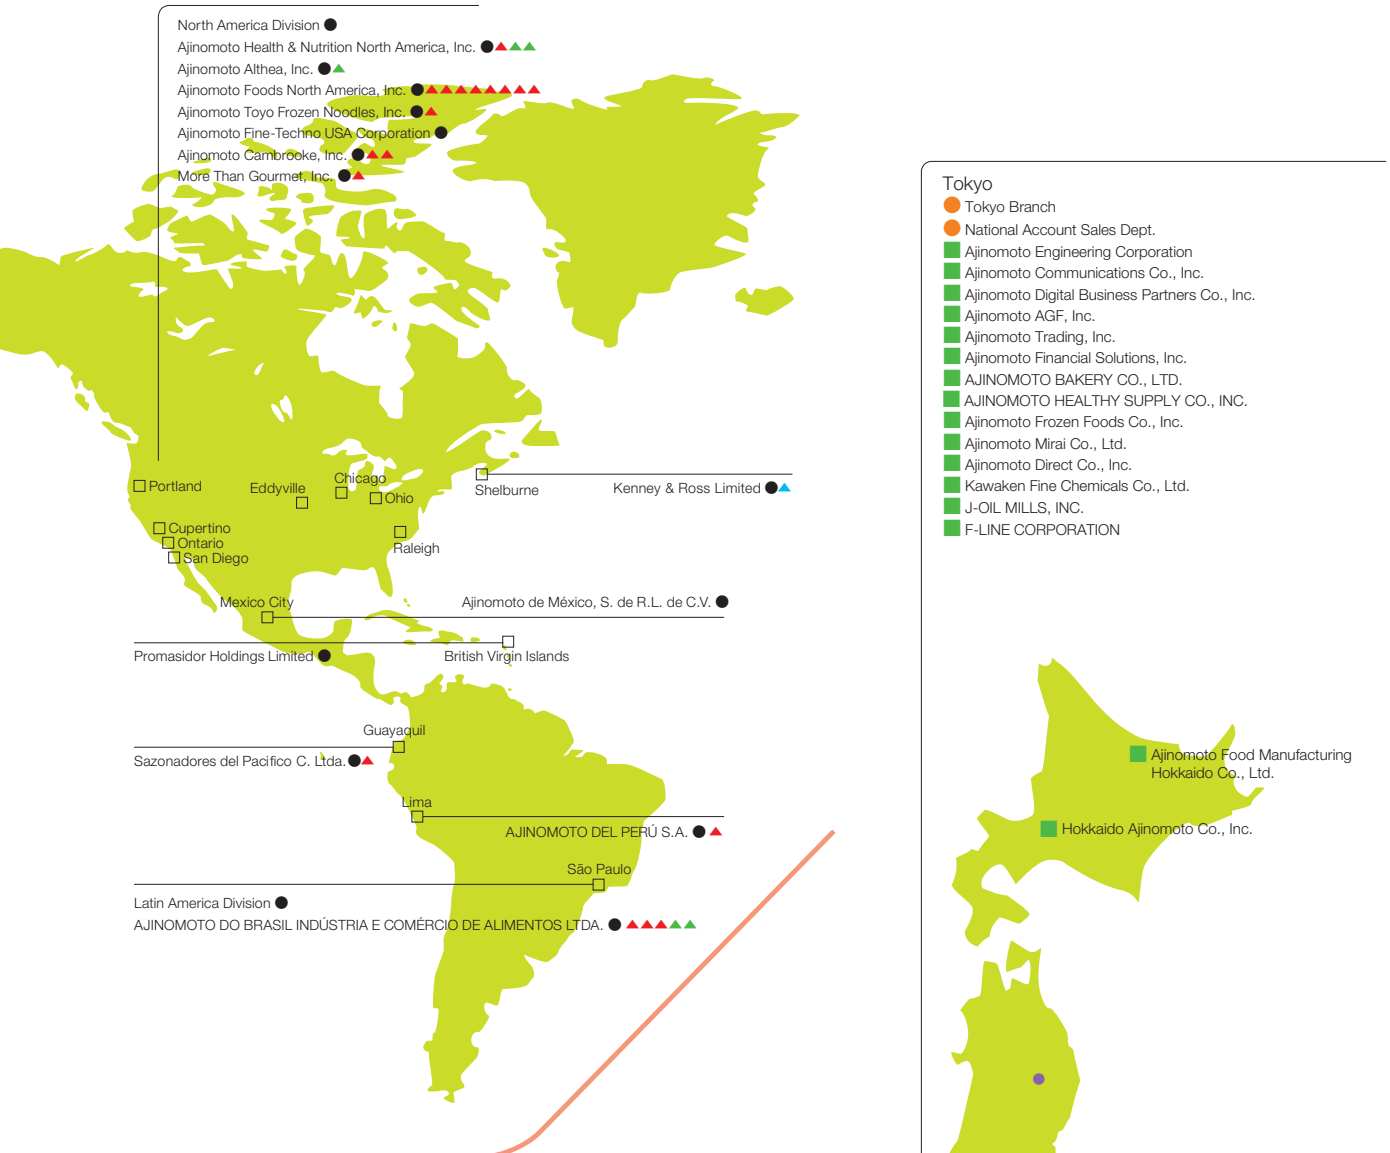 North America Division
Ajinomoto Health & Nutrition North America, Inc.
Ajinomoto Althea, Inc.
Ajinomoto Foods North America, Inc.
Ajinomoto Toyo Frozen Noodles, Inc.
Ajinomoto Fine-Techno USA Corporation
Ajinomoto Cambrooke, Inc.
More Than Gourmet, Inc.
Portland
Eddyville
Chicago
Ohio
Shelburne
Kenney & Ross Limited
Cupertino
Ontario
San Diego
Raleigh
Mexico City
Ajinomoto de México, S. de R.L. de C.V.
Promasidor Holdings Limited
British Virgin Islands
Guayaquil
Sazonadores del Pacifico C. Ltda.
Lima
AJINOMOTO DEL PERÚ S.A.
São Paulo
Latin America Division
AJINOMOTO DO BRASIL INDÚSTRIA E COMÉRCIO DE ALIMENTOS LTDA.
Tokyo
Tokyo Branch
National Account Sales Dept.
Ajinomoto Engineering Corporation
Ajinomoto Communications Co., Inc.
Ajinomoto Digital Business Partners Co., Inc.
Ajinomoto AGF, Inc.
Ajinomoto Trading, Inc.
Ajinomoto Financial Solutions, Inc.
AJINOMOTO BAKERY CO., LTD.
AJINOMOTO HEALTHY SUPPLY CO., INC.
Ajinomoto Frozen Foods Co., Inc.
Ajinomoto Mirai Co., Ltd.
Ajinomoto Direct Co., Inc.
Kawaken Fine Chemicals Co., Ltd.
J-OIL MILLS, INC.
F-LINE CORPORATION
Ajinomoto Food Manufacturing
Hokkaido Co., Ltd.
Hokkaido Ajinomoto Co., Inc.